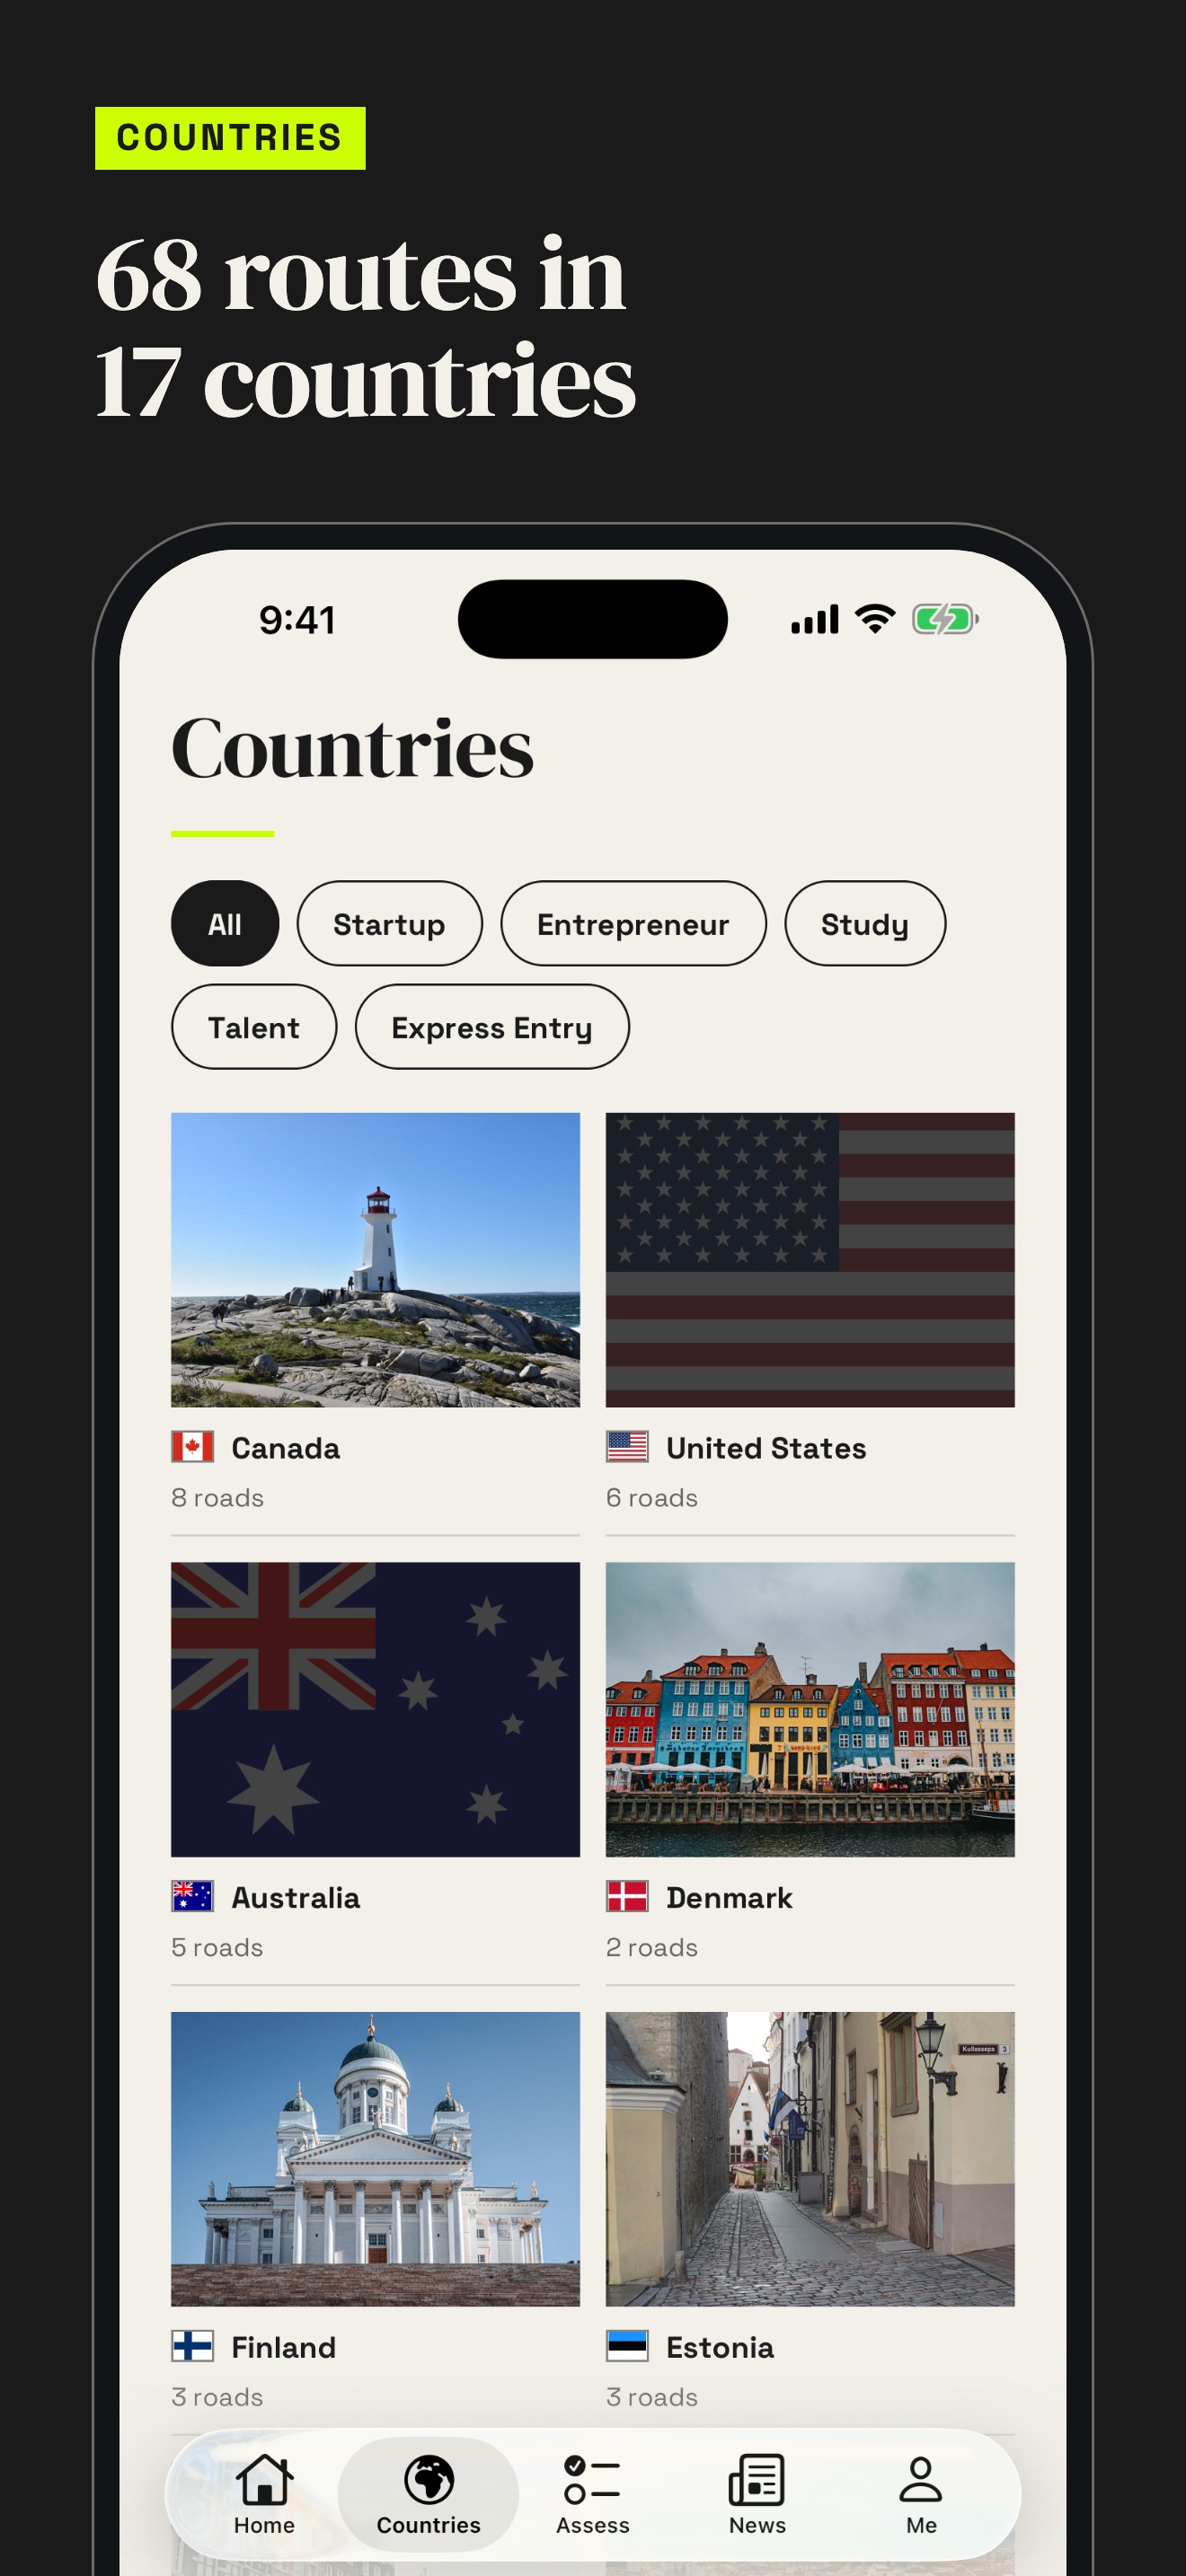 COUNTRIES
68 routes in
17 countries
9:41
Countries
All Startup Entrepreneur Study
Talent Express Entry
Canada United States
8 roads 6 roads
Australia Denmark
5 roads 2 roads
Kullassepa 3
Finland Estonia
3 roads 3 roads
Home Countries Assess News Me